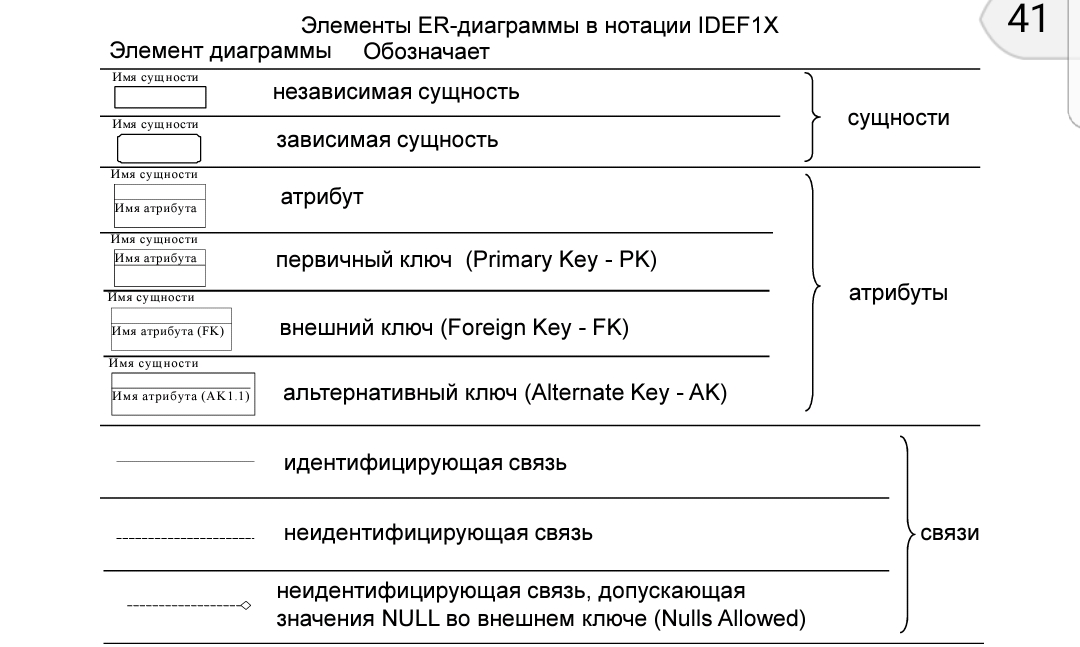 41
Элементы ER-диаграммы в нотации IDEF1X
Элемент диаграммы Обозначает
Имя сущности
независимая сущность
Имя сущности
зависимая сущность
сущности
Имя сущности
Имя атрибута
атрибут
Имя сущности
Имя атрибута
первичный ключ (Primary Key - PK)
Имя сущности
Имя атрибута (FK)
внешний ключ (Foreign Key - FK)
Имя сущности
Имя атрибута (AK1.1)
альтернативный ключ (Alternate Key - AK)
атрибуты
идентифицирующая связь
неидентифицирующая связь
неидентифицирующая связь, допускающая
значения NULL во внешнем ключе (Nulls Allowed)
связи